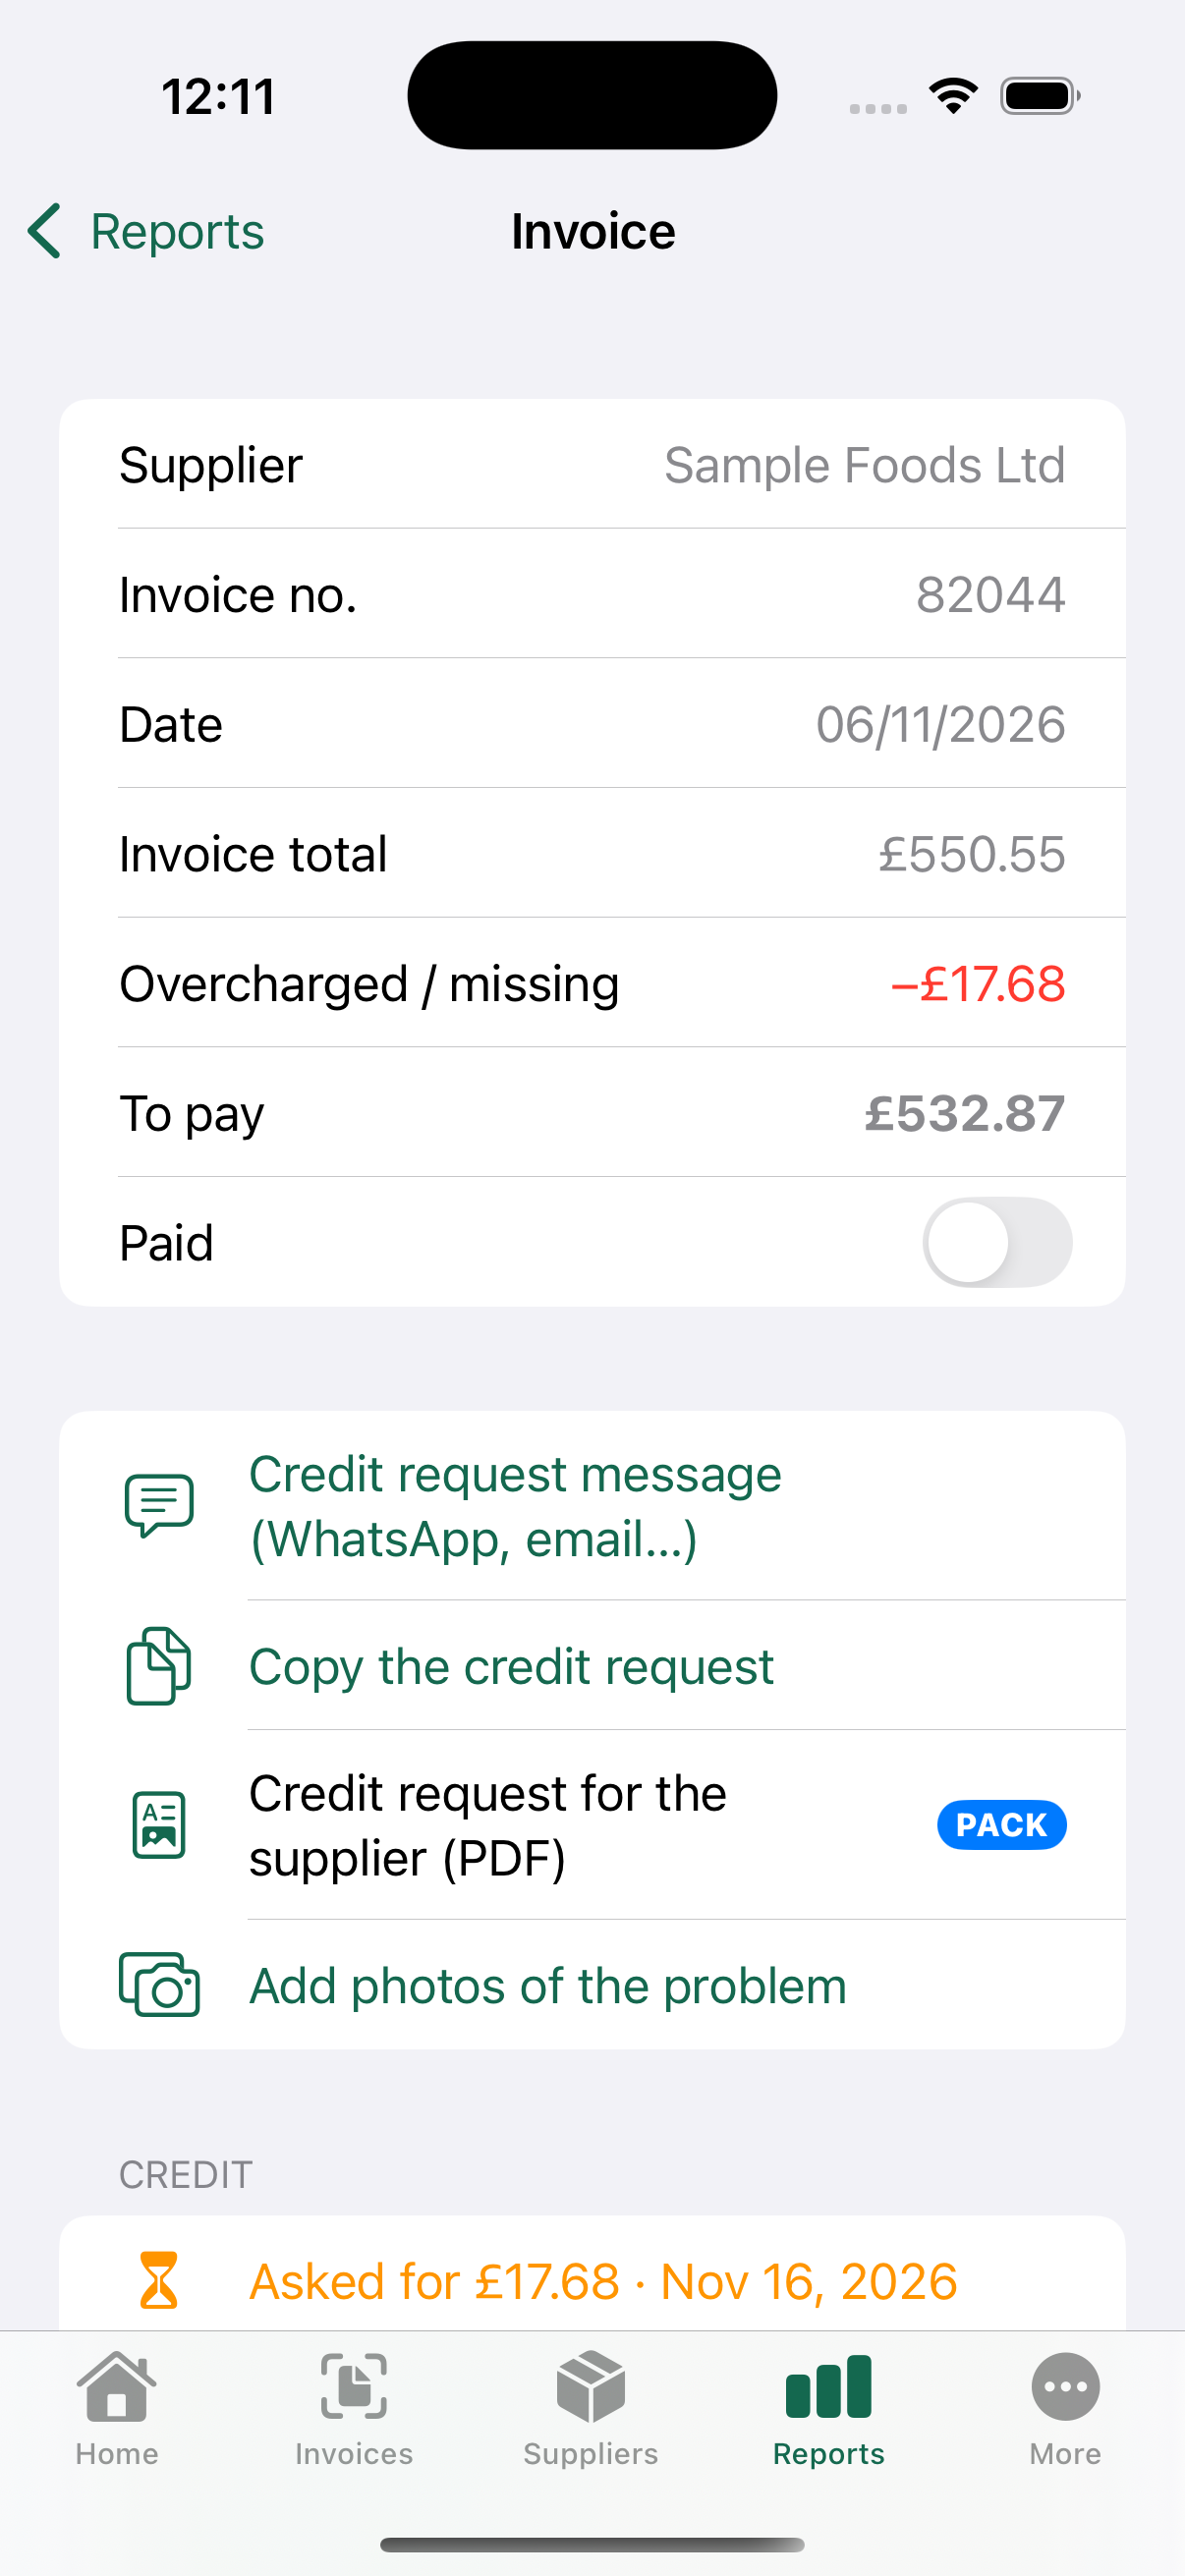 12:11
Reports
Invoice
Supplier Sample Foods Ltd
Invoice no. 82044
Date 06/11/2026
Invoice total £550.55
Overcharged / missing –£17.68
To pay £532.87
Paid
Credit request message
(WhatsApp, email...)
Copy the credit request
Credit request for the
supplier (PDF)
PACK
Add photos of the problem
CREDIT
Asked for £17.68 · Nov 16, 2026
Home Invoices Suppliers Reports More